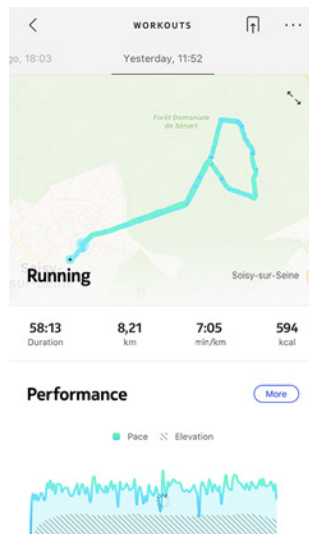 WORKOUTS
go, 18:03 Yesterday, 11:52
Forêt Domaniale
de Sénart
Running
Soisy-sur-Seine
58:13 8,21 7:05 594
Duration km min/km kcal
Performance More
Pace Elevation